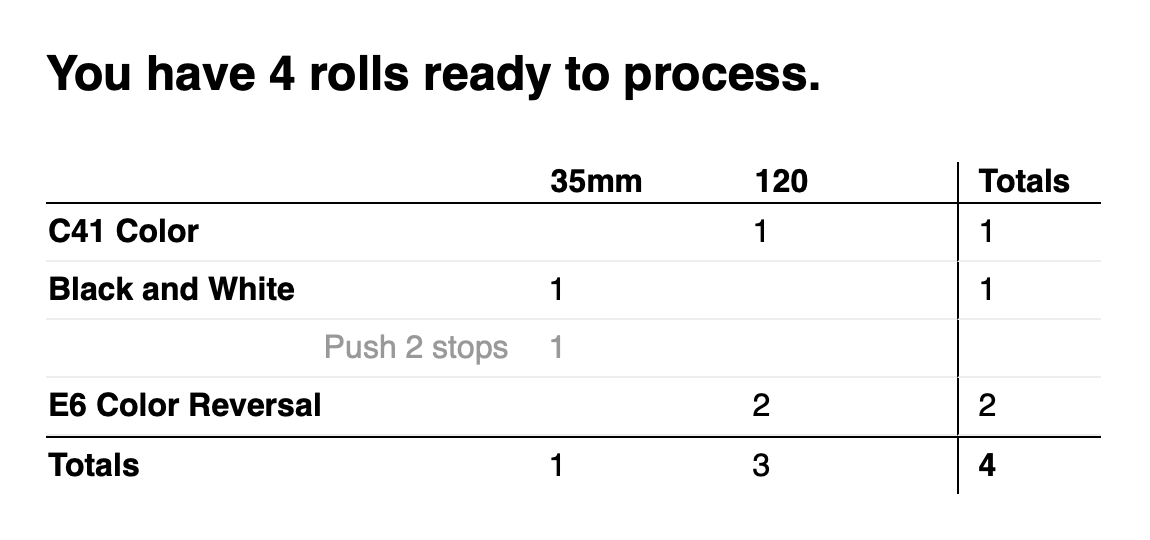 You have 4 rolls ready to process.
35mm 120 Totals
C41 Color 1 1
Black and White 1 1
Push 2 stops 1
E6 Color Reversal 2 2
Totals 1 3 4